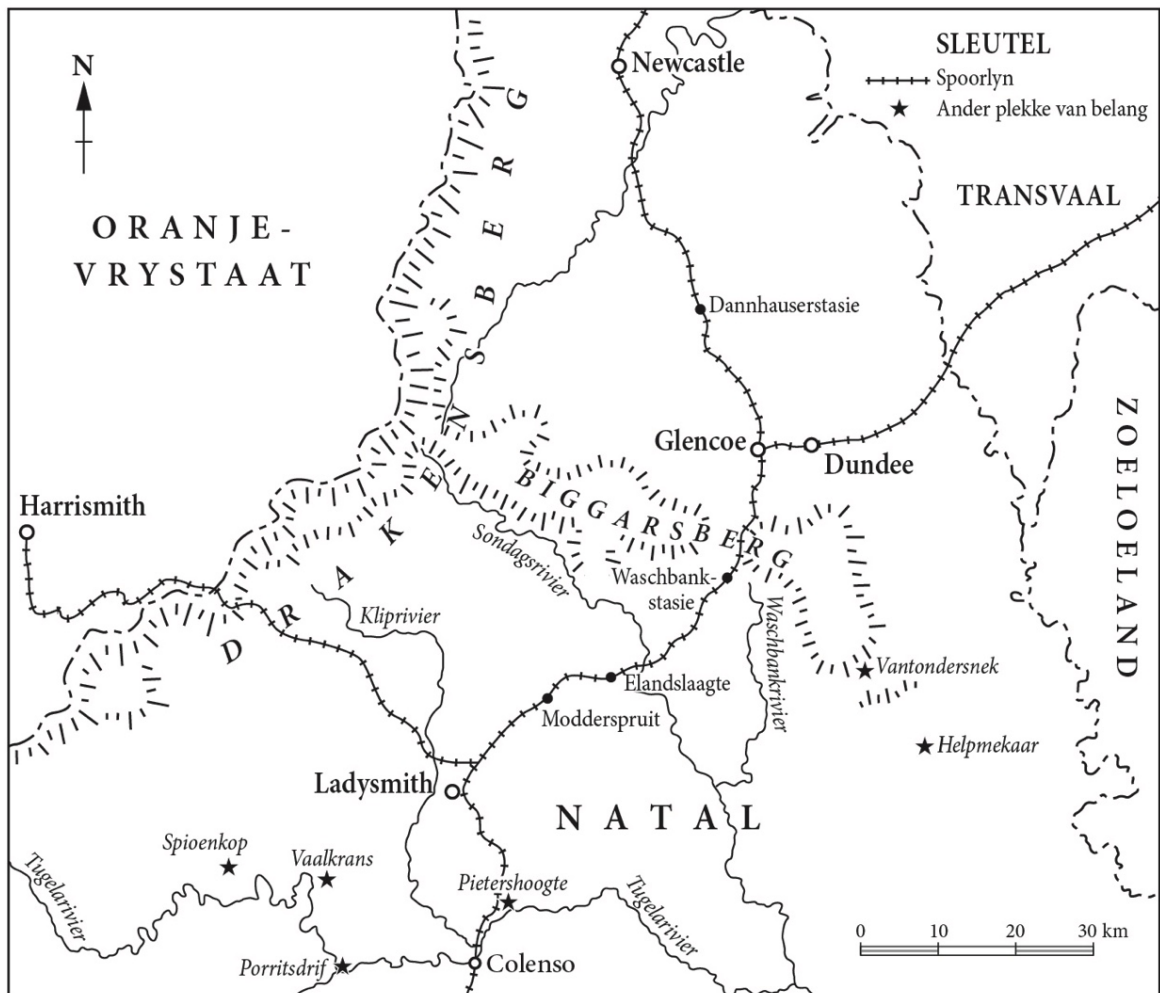 N
Newcastle
SLEUTEL
Spoorlyn
Ander plekke van belang
TRANSVAAL
ORANJE-
VRYSTAAT
DRAKENSBERG
Dannhauserstasie
ZOELOELAND
Glencoe
Dundee
BIGGARSBERG
Harrismith
Sondagsrivier
Waschbank-
stasie
Waschbankrivier
Kliprivier
Vantondersnek
Elandslaagte
Modderspruit
Helpmekaar
Ladysmith
NATAL
Spioenkop
Vaalkrans
Pietershoogte
Tugelarivier
Tugelarivier
Porritsdrif
Colenso
0 10 20 30 km